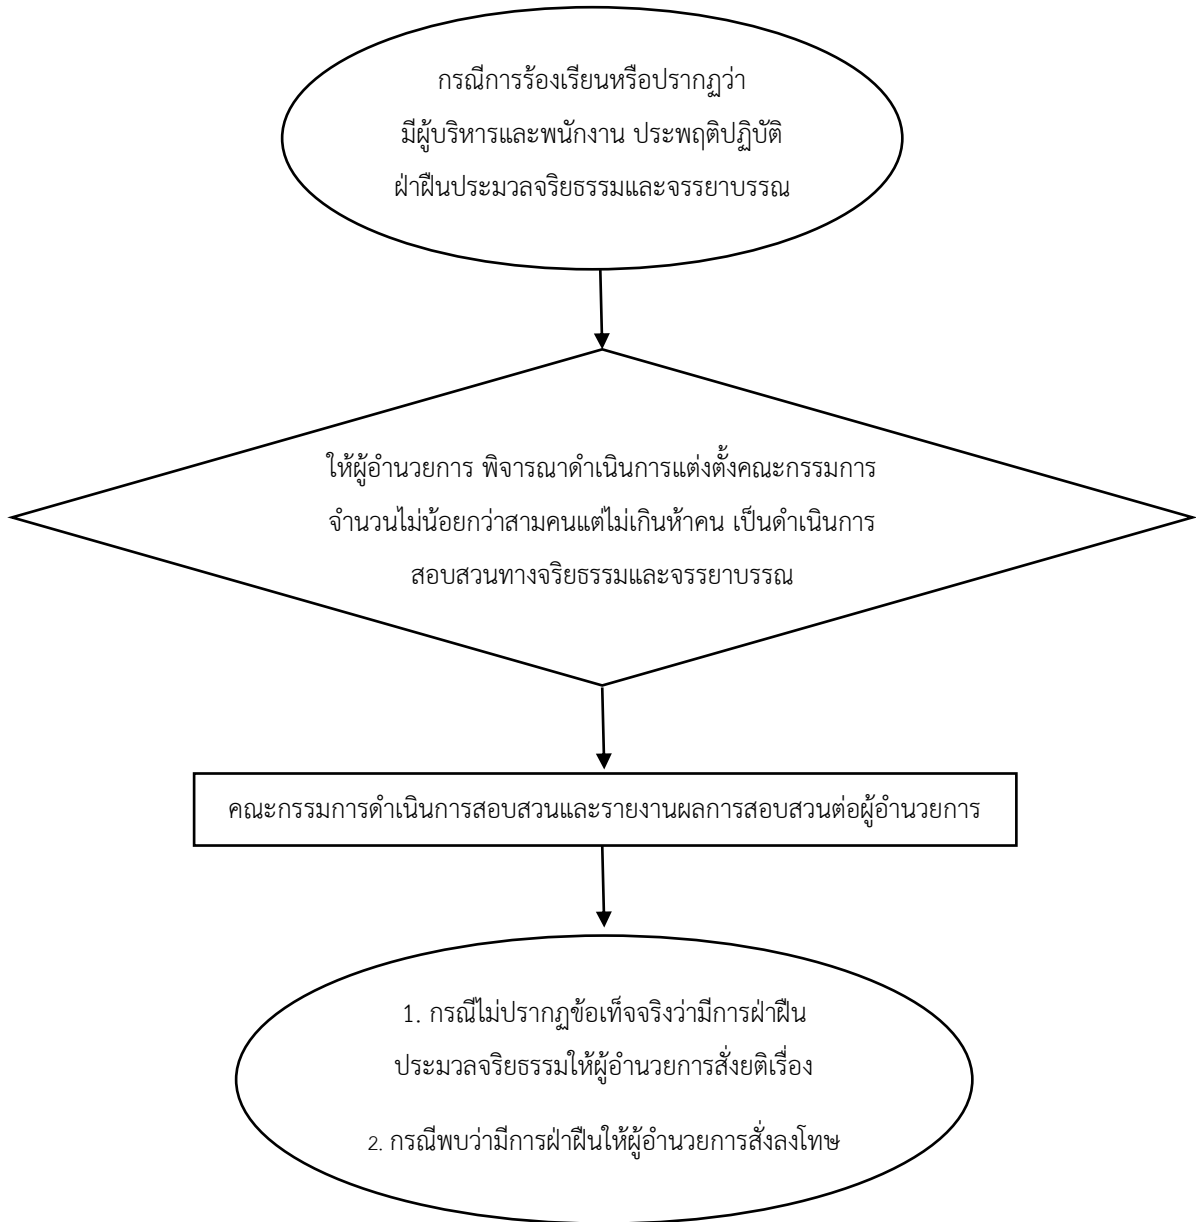 กรณีการร้องเรียนหรือปรากฏว่า
มีผู้บริหารและพนักงาน ประพฤติปฏิบัติ
ฝ่าฝืนประมวลจริยธรรมและจรรยาบรรณ
ให้ผู้อำนวยการ พิจารณาดำเนินการแต่งตั้งคณะกรรมการ
จำนวนไม่น้อยกว่าสามคนแต่ไม่เกินห้าคน เป็นดำเนินการ
สอบสวนทางจริยธรรมและจรรยาบรรณ
คณะกรรมการดำเนินการสอบสวนและรายงานผลการสอบสวนต่อผู้อำนวยการ
1. กรณีไม่ปรากฏข้อเท็จจริงว่ามีการฝ่าฝืน
ประมวลจริยธรรมให้ผู้อำนวยการสั่งยติเรื่อง
2. กรณีพบว่ามีการฝ่าฝืนให้ผู้อำนวยการสั่งลงโทษ